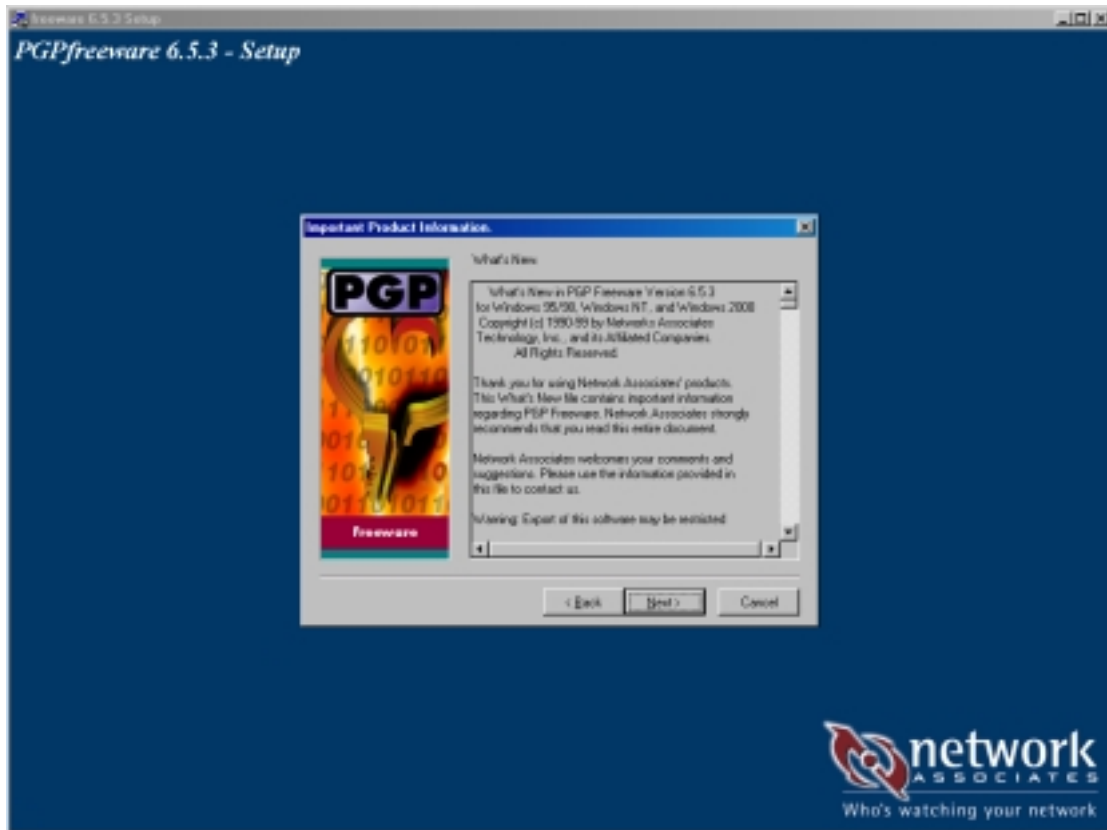 freeware 6.5.3 Setup
PGPfreeware 6.5.3 - Setup
Important Product Information.
What's New
PGP
What's New in PGP Freeware Version 6.5.3
for Windows 95/98, Windows NT, and Windows 2000
Copyright (c) 1990-99 by Networks Associates
Technology, Inc., and its Affiliated Companies.
All Rights Reserved.
Thank you for using Network Associates' products.
This What's New file contains important information
regarding PGP Freeware. Network Associates strongly
recommends that you read this entire document.
Network Associates welcomes your comments and
suggestions. Please use the information provided in
this file to contact us.
Warning: Export of this software may be restricted
freeware
< Back
Next >
Cancel
network
ASSOCIATES
Who's watching your network